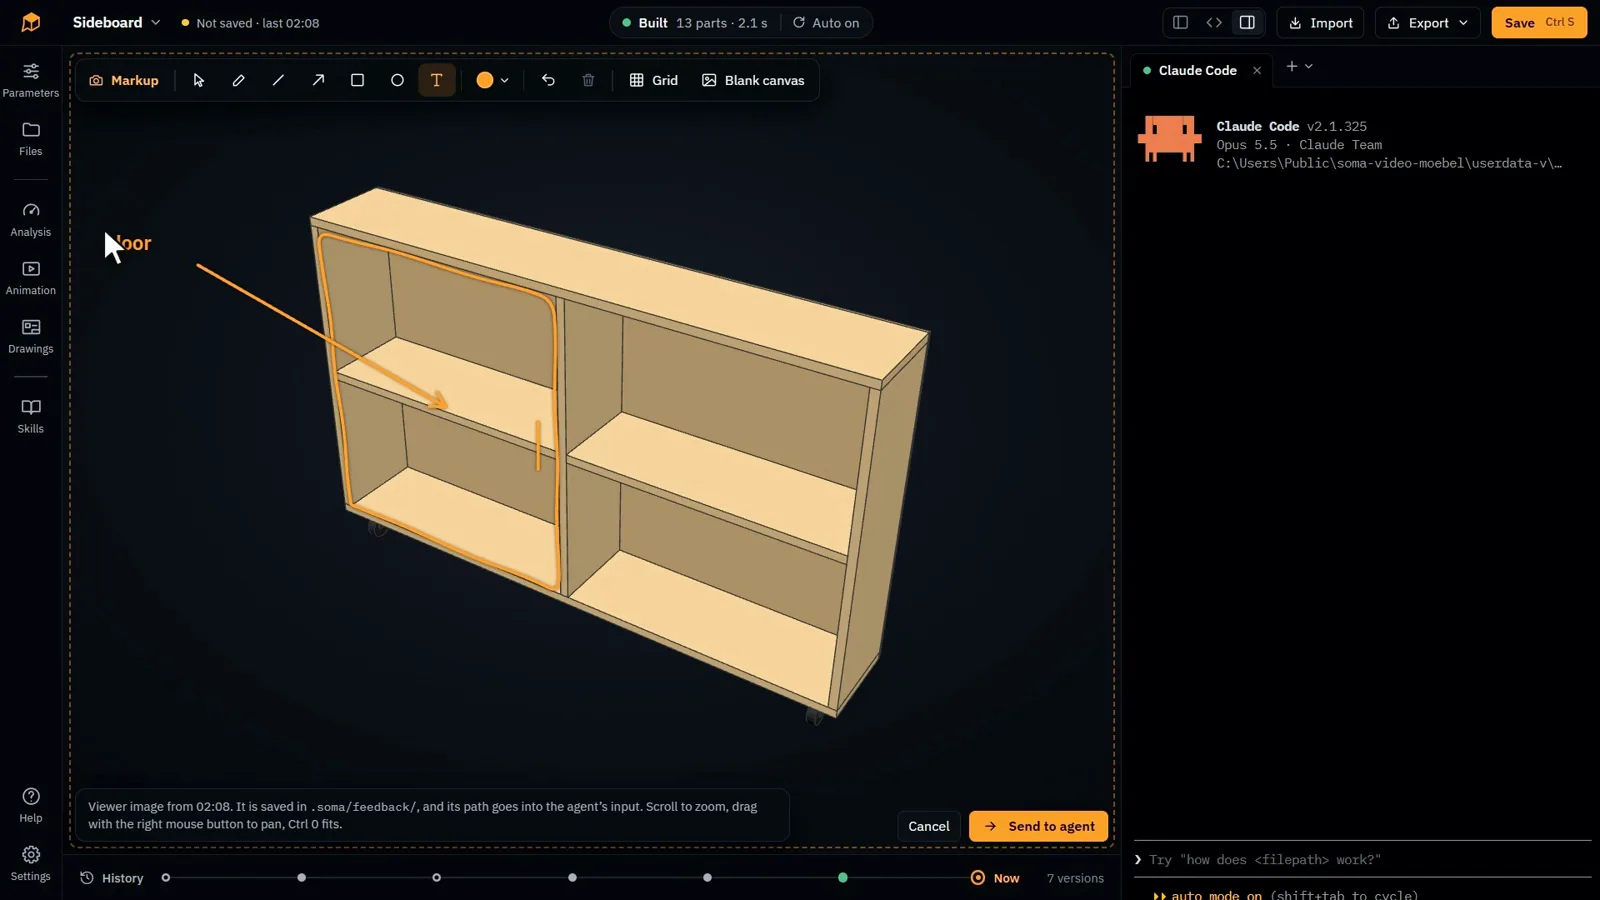 Sideboard
Not saved · last 02:08
Built 13 parts · 2.1 s
Auto on
Import
Export
Save Ctrl S
Parameters
Files
Analysis
Animation
Drawings
Skills
Help
Settings
Markup
T
Grid
Blank canvas
Viewer image from 02:08. It is saved in .soma/feedback/, and its path goes into the agent's input. Scroll to zoom, drag
with the right mouse button to pan, Ctrl 0 fits.
Cancel
Send to agent
History
Now
7 versions
Claude Code
Claude Code v2.1.325
Opus 5.5 · Claude Team
C:\Users\Public\soma-video-moebel\userdata-v\…
❯ Try "how does <filepath> work?"
auto mode on (shift+tab to cycle)